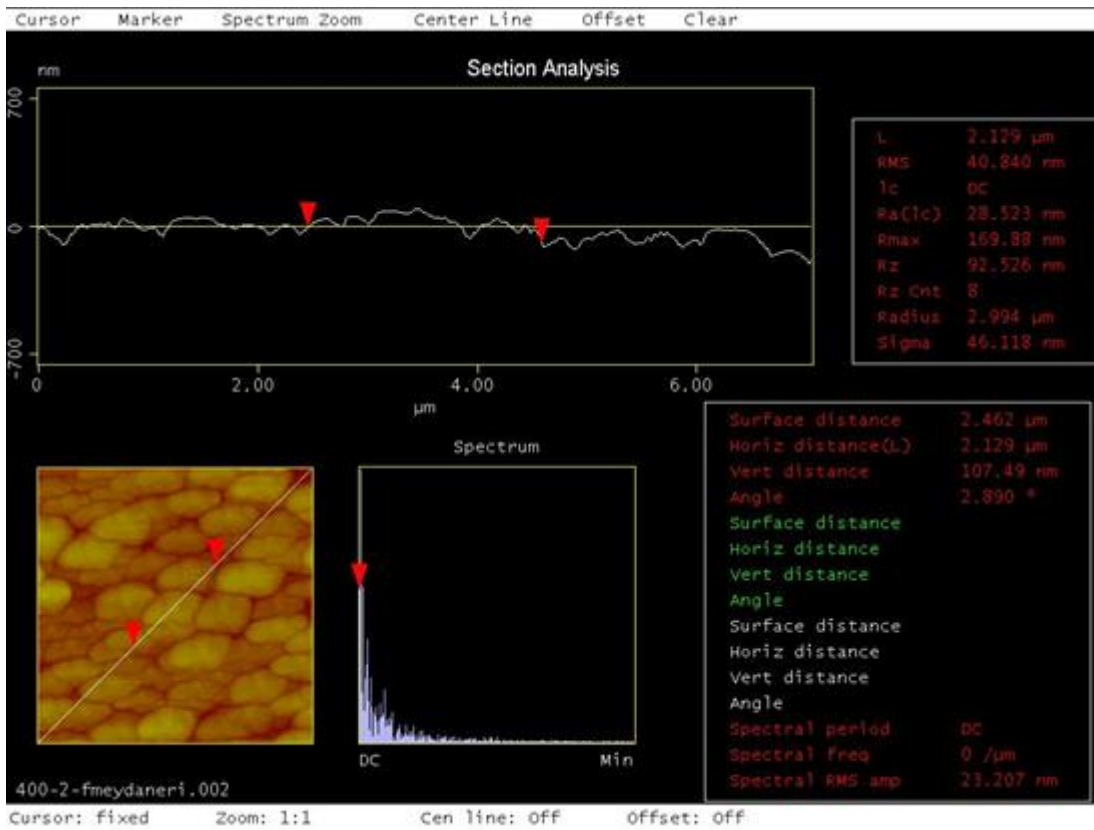 Cursor Marker Spectrum Zoom Center Line Offset Clear
nm
Section Analysis
700
0
-700
0 2.00 4.00 6.00
µm
L 2.129 µm
RMS 40.840 nm
lc DC
Ra(lc) 28.523 nm
Rmax 169.88 nm
Rz 92.526 nm
Rz Cnt 8
Radius 2.994 µm
Sigma 46.118 nm
Surface distance 2.462 µm
Horiz distance(L) 2.129 µm
Vert distance 107.49 nm
Angle 2.890 °
Surface distance
Horiz distance
Vert distance
Angle
Surface distance
Horiz distance
Vert distance
Angle
Spectral period DC
Spectral freq 0 /µm
Spectral RMS amp 23.207 nm
Spectrum
DC Min
400-2-fmeydaneri.002
Cursor: fixed Zoom: 1:1 Cen line: Off Offset: Off